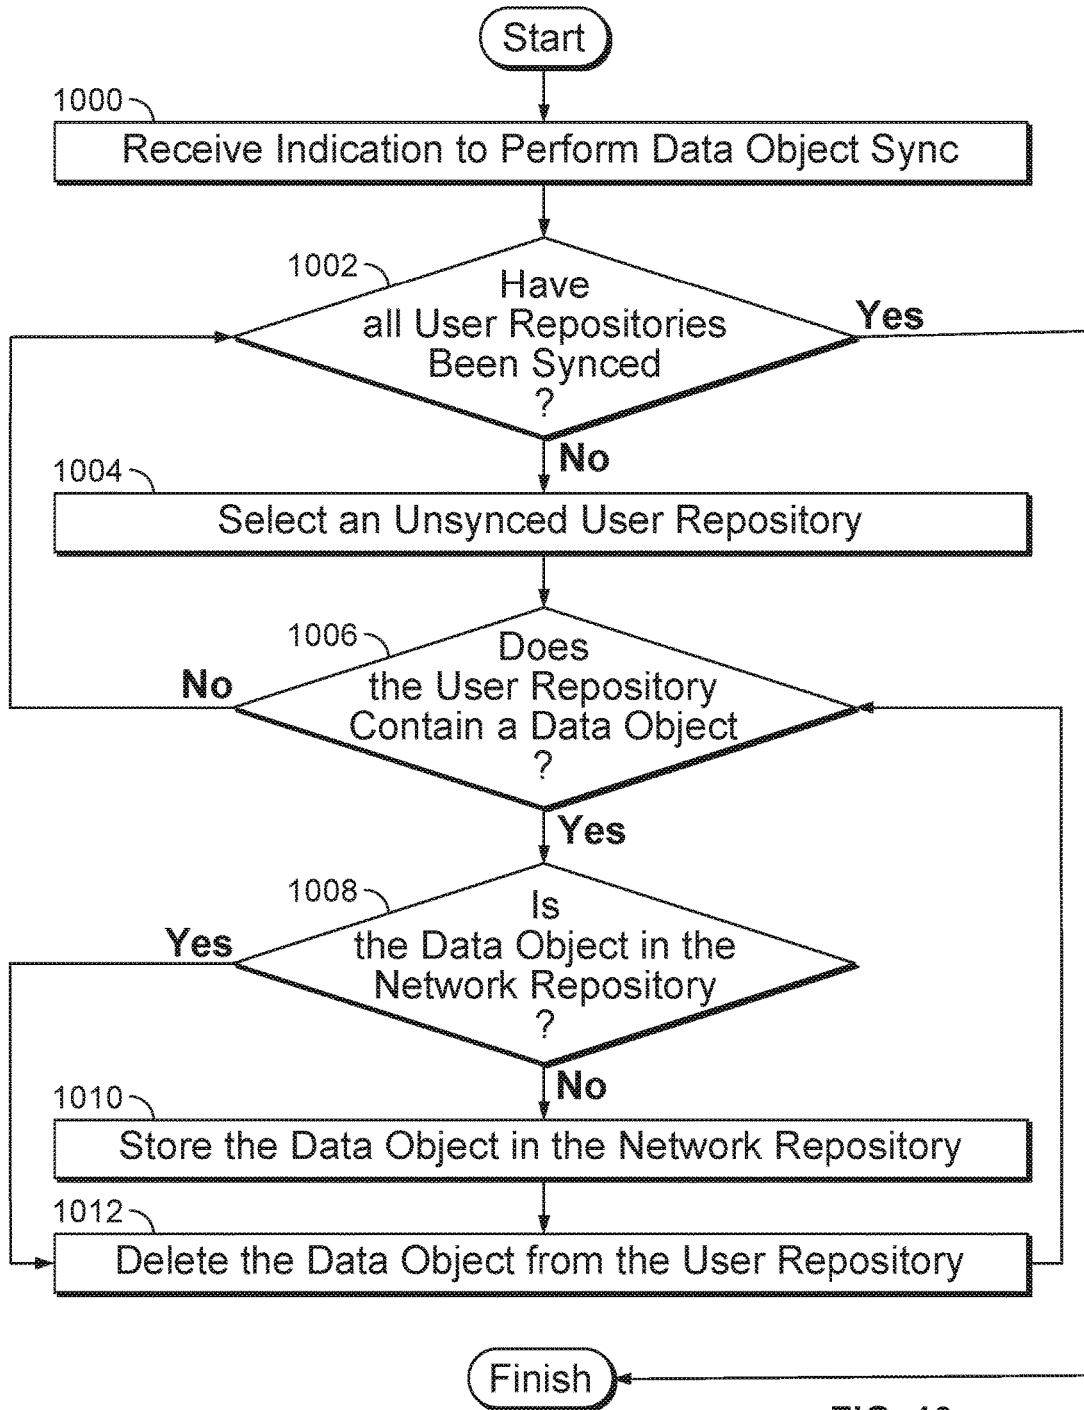 Start
1000
Receive Indication to Perform Data Object Sync
1002
Have
all User Repositories
Been Synced
?
Yes
No
1004
Select an Unsynced User Repository
1006
Does
the User Repository
Contain a Data Object
?
No
Yes
1008
Is
the Data Object in the
Network Repository
?
Yes
No
1010
Store the Data Object in the Network Repository
1012
Delete the Data Object from the User Repository
Finish